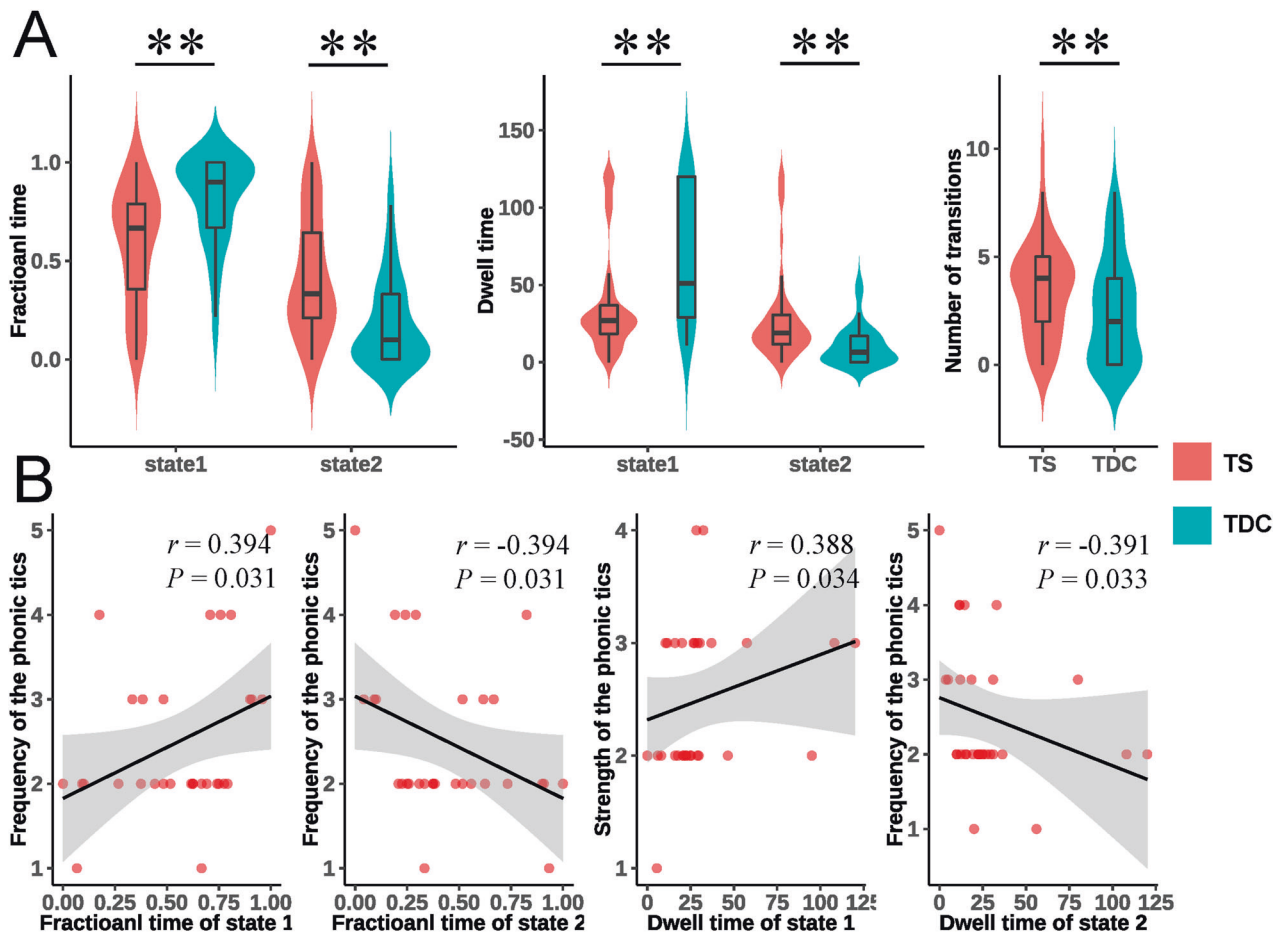 A
** ** ** ** **
Fractioanl time
1.0
0.5
0.0
state1 state2
Dwell time
150
100
50
0
-50
state1 state2
Number of transitions
10
5
0
TS TDC
TS
TDC
B
Frequency of the phonic tics
5
4
3
2
1
r = 0.394
P = 0.031
0.00 0.25 0.50 0.75 1.00
Fractioanl time of state 1
Frequency of the phonic tics
5
4
3
2
1
r = -0.394
P = 0.031
0.00 0.25 0.50 0.75 1.00
Fractioanl time of state 2
Strength of the phonic tics
4
3
2
1
r = 0.388
P = 0.034
0 25 50 75 100 125
Dwell time of state 1
Frequency of the phonic tics
5
4
3
2
1
r = -0.391
P = 0.033
0 25 50 75 100 125
Dwell time of state 2